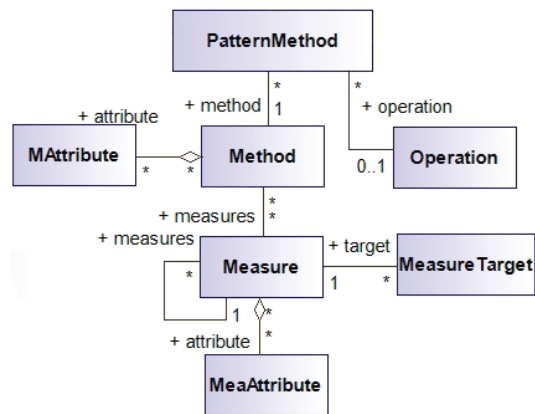 PatternMethod
*
*
+ method
+ operation
1
+ attribute
MAttribute
Method
Operation
*
*
0..1
*
*
+ measures
+ measures
+ target
Measure
MeasureTarget
*
1
*
1
*
*
+ attribute
MeaAttribute